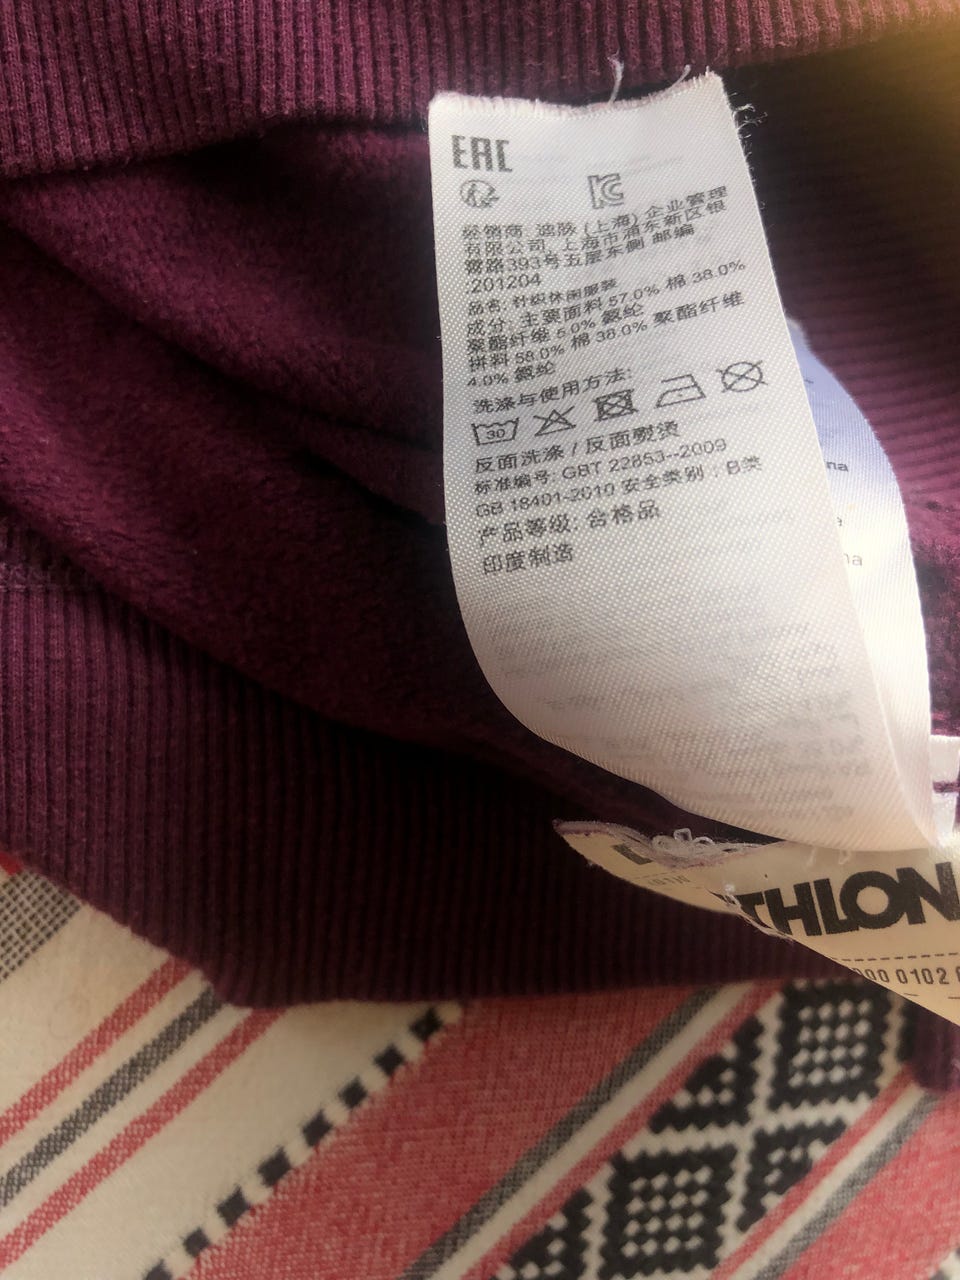 EAC
经销商 迪脉 (上海) 企业管理
有限公司, 上海市浦东新区银
霄路393号五层东侧 邮编
:201204
品名: 针织休闲服装
成分: 主要面料 57.0% 棉 38.0%
聚酯纤维 5.0% 氨纶
拼料 58.0% 棉 38.0% 聚酯纤维
4.0% 氨纶
洗涤与使用方法:
30
反面洗涤 / 反面熨烫
标准编号: GBT 22853--2009
GB 18401-2010 安全类别 : B类
产品等级: 合格品
印度制造
na
na
THLON
0102